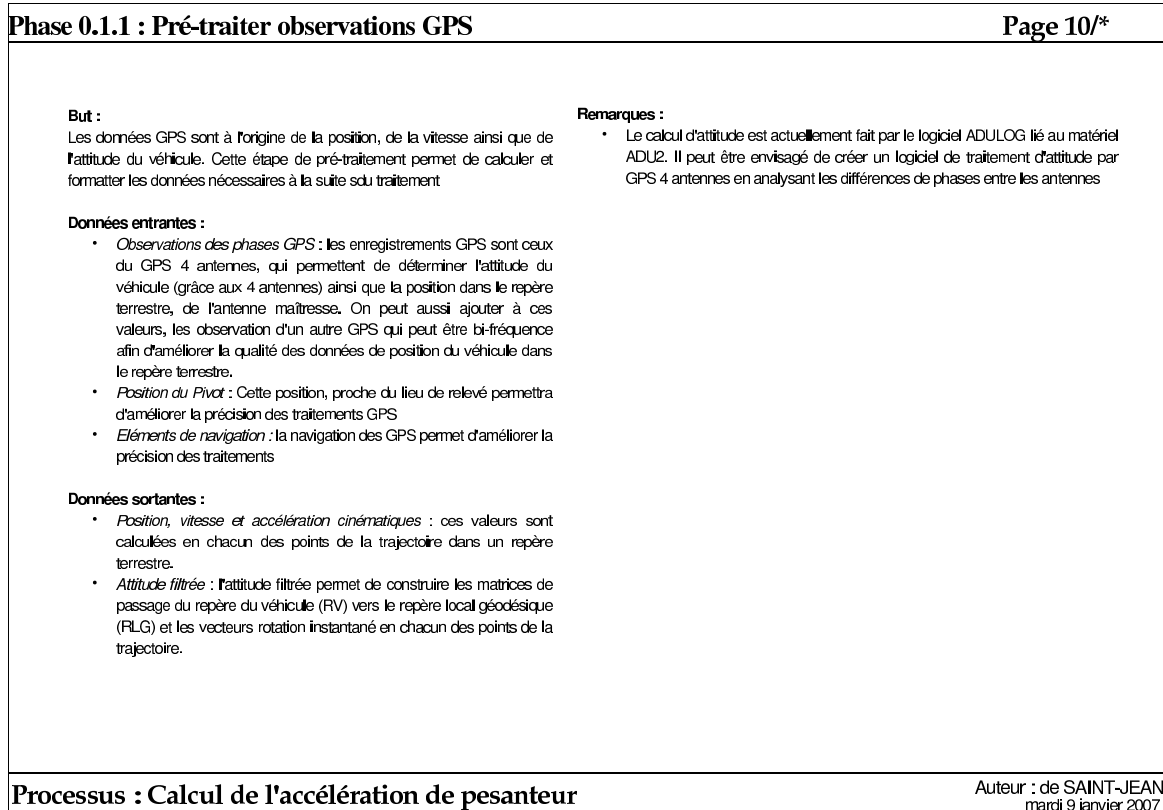 Phase 0.1.1 : Pré-traiter observations GPS
Page 10/*
But :
Les données GPS sont à l'origine de la position, de la vitesse ainsi que de
l'attitude du véhicule. Cette étape de pré-traitement permet de calculer et
formatter les données nécessaires à la suite sdu traitement
Données entrantes :
• Observations des phases GPS : les enregistrements GPS sont ceux
du GPS 4 antennes, qui permettent de déterminer l'attitude du
véhicule (grâce aux 4 antennes) ainsi que la position dans le repère
terrestre, de l'antenne maîtresse. On peut aussi ajouter à ces
valeurs, les observation d'un autre GPS qui peut être bi-fréquence
afin d'améliorer la qualité des données de position du véhicule dans
le repère terrestre.
• Position du Pivot : Cette position, proche du lieu de relevé permettra
d'améliorer la précision des traitements GPS
• Eléments de navigation : la navigation des GPS permet d'améliorer la
précision des traitements
Données sortantes :
• Position, vitesse et accélération cinématiques : ces valeurs sont
calculées en chacun des points de la trajectoire dans un repère
terrestre.
• Attitude filtrée : l'attitude filtrée permet de construire les matrices de
passage du repère du véhicule (RV) vers le repère local géodésique
(RLG) et les vecteurs rotation instantané en chacun des points de la
trajectoire.
Remarques :
• Le calcul d'attitude est actuellement fait par le logiciel ADULOG lié au matériel
ADU2. Il peut être envisagé de créer un logiciel de traitement d'attitude par
GPS 4 antennes en analysant les différences de phases entre les antennes
Processus : Calcul de l'accélération de pesanteur
Auteur : de SAINT-JEAN
mardi 9 janvier 2007